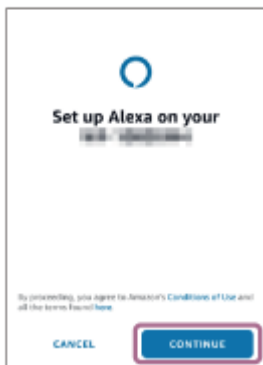 Set up Alexa on your
By proceeding, you agree to Amazon's Conditions of Use and
all the terms found here.
CANCEL
CONTINUE